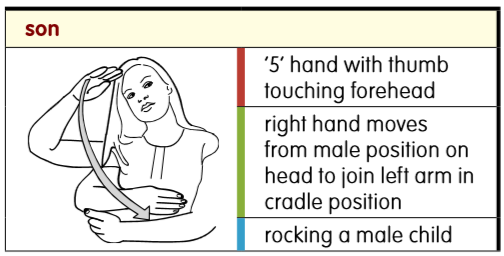 son
'5' hand with thumb
touching forehead
right hand moves
from male position on
head to join left arm in
cradle position
rocking a male child